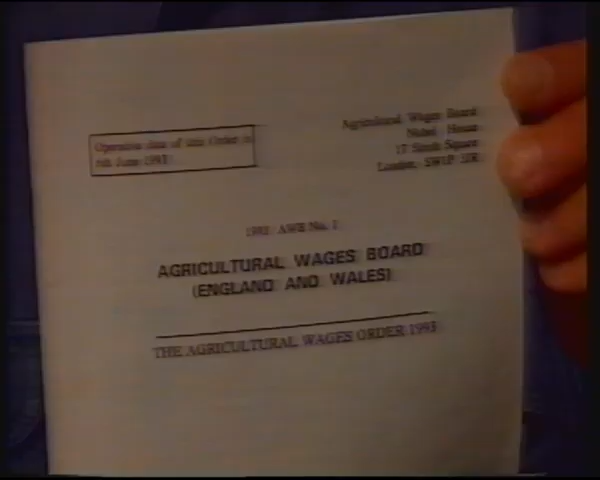 Agricultural Wages Board
Nobel House
17 Smith Square
London, SW1P 3JR
Operative date of this Order is
6th June 1993
1993 AWB No. 1
AGRICULTURAL WAGES BOARD
(ENGLAND AND WALES)
THE AGRICULTURAL WAGES ORDER 1993